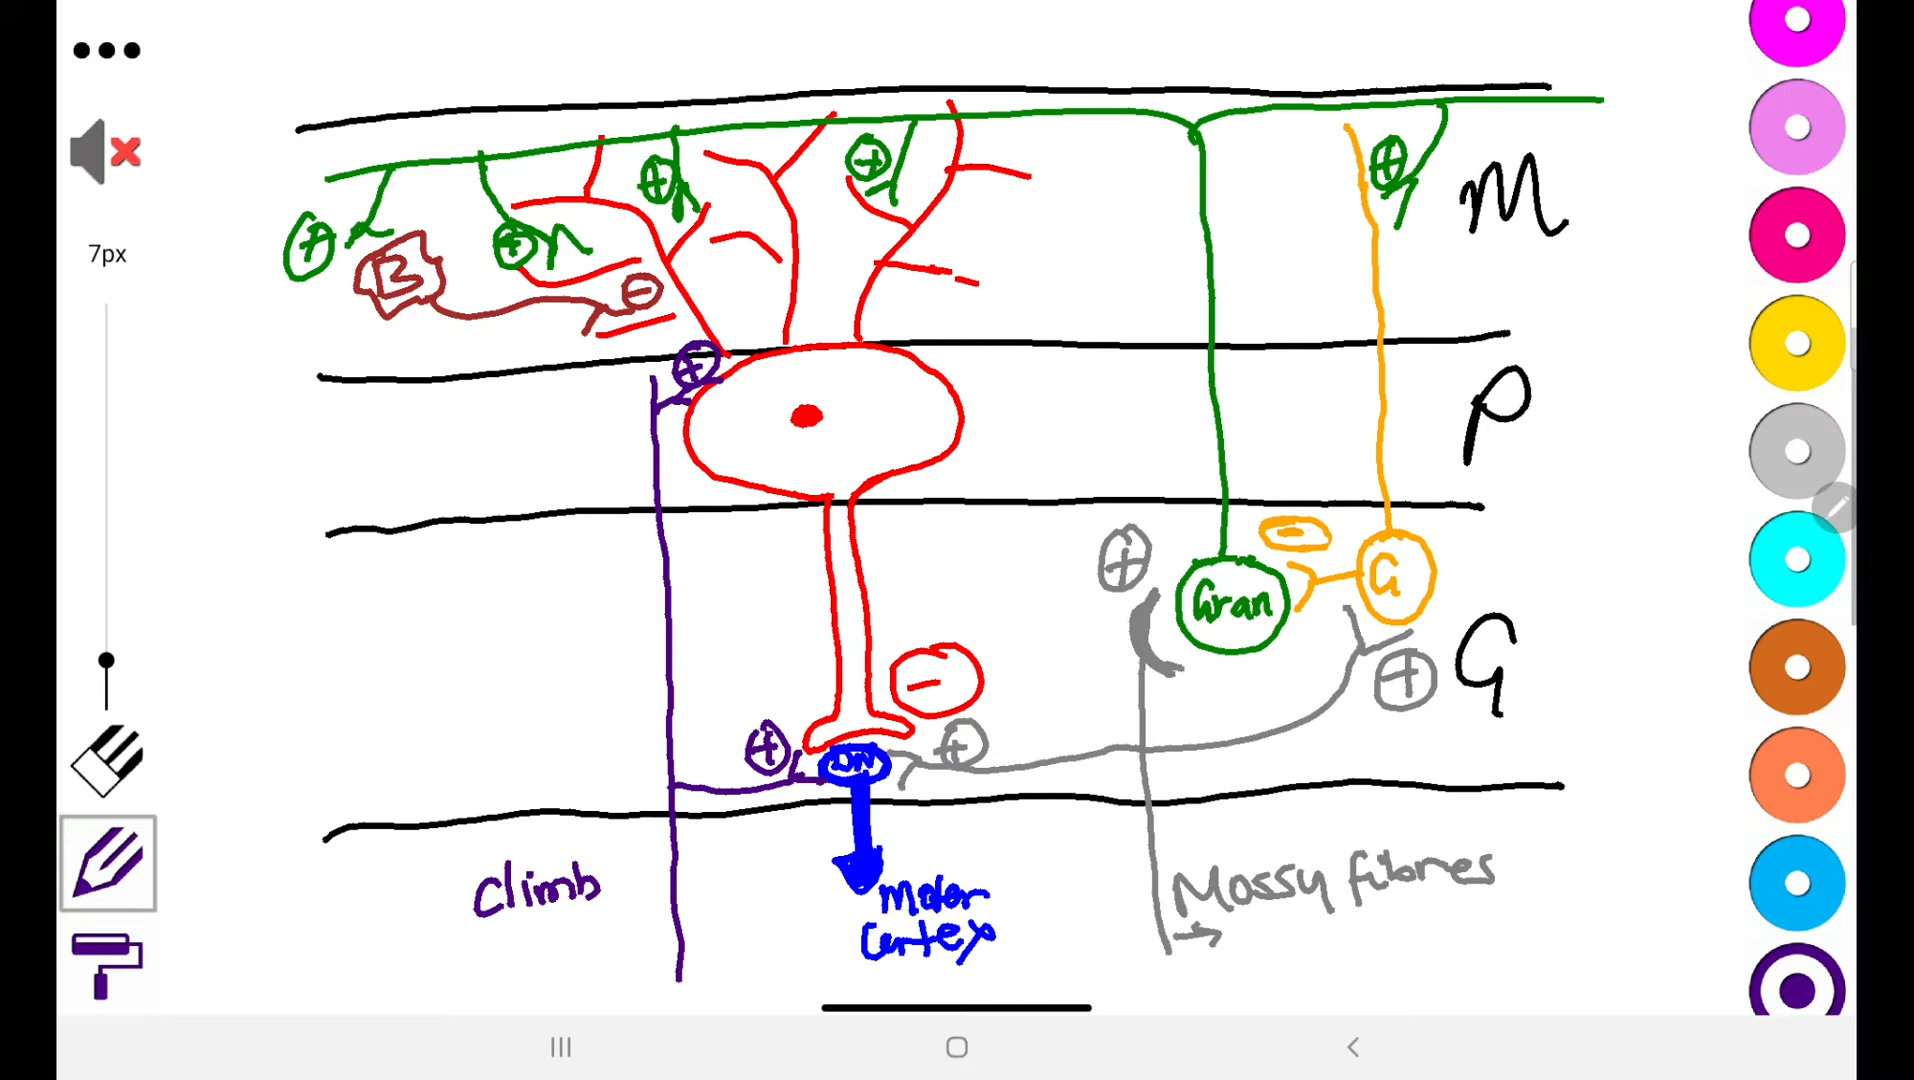 7px
M
B
P
Gran
G
G
DN
Climb
Motor
Cortex
Mossy fibres